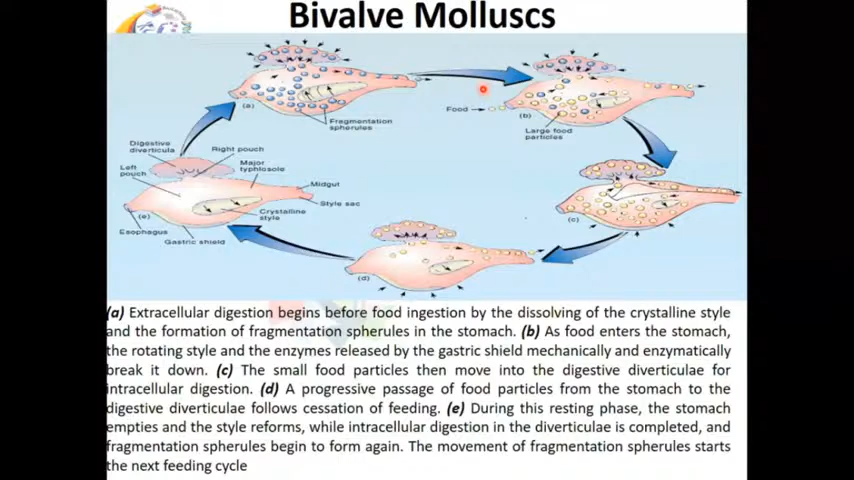 Bivalve Molluscs
(a)
Fragmentation
spherules
Food
(b)
Large food
particles
Digestive
diverticula
Right pouch
Left
pouch
Major
typhlosole
Midgut
Style sac
Crystalline
style
(e)
Esophagus
Gastric shield
(c)
(d)
(a) Extracellular digestion begins before food ingestion by the dissolving of the crystalline style
and the formation of fragmentation spherules in the stomach. (b) As food enters the stomach,
the rotating style and the enzymes released by the gastric shield mechanically and enzymatically
break it down. (c) The small food particles then move into the digestive diverticulae for
intracellular digestion. (d) A progressive passage of food particles from the stomach to the
digestive diverticulae follows cessation of feeding. (e) During this resting phase, the stomach
empties and the style reforms, while intracellular digestion in the diverticulae is completed, and
fragmentation spherules begin to form again. The movement of fragmentation spherules starts
the next feeding cycle